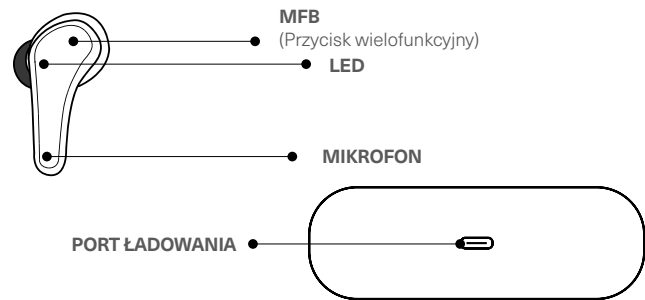 MFB
(Przycisk wielofunkcyjny)
LED
MIKROFON
PORT ŁADOWANIA